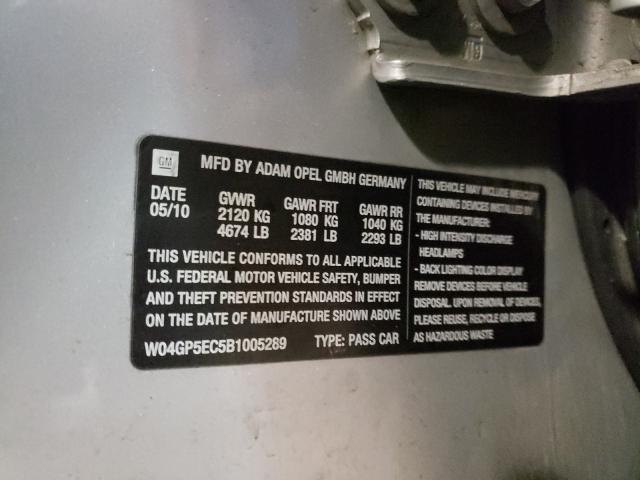 GM
MFD BY ADAM OPEL GMBH GERMANY
DATE GVWR GAWR FRT GAWR RR
05/10 2120 KG 1080 KG 1040 KG
4674 LB 2381 LB 2293 LB
THIS VEHICLE CONFORMS TO ALL APPLICABLE
U.S. FEDERAL MOTOR VEHICLE SAFETY, BUMPER
AND THEFT PREVENTION STANDARDS IN EFFECT
ON THE DATE OF MANUFACTURE SHOWN ABOVE
W04GP5EC5B1005289 TYPE: PASS CAR
THIS VEHICLE MAY INCLUDE MERCURY
CONTAINING DEVICES INSTALLED BY
THE MANUFACTURER:
- HIGH INTENSITY DISCHARGE
HEADLAMPS
- BACK LIGHTING COLOR DISPLAY
REMOVE DEVICES BEFORE VEHICLE
DISPOSAL. UPON REMOVAL OF DEVICES,
PLEASE REUSE, RECYCLE OR DISPOSE
AS HAZARDOUS WASTE